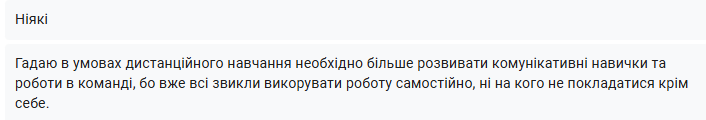 Ніякі
Гадаю в умовах дистанційного навчання необхідно більше розвивати комунікативні навички та
роботи в команді, бо вже всі звикли викорувати роботу самостійно, ні на кого не покладатися крім
себе.